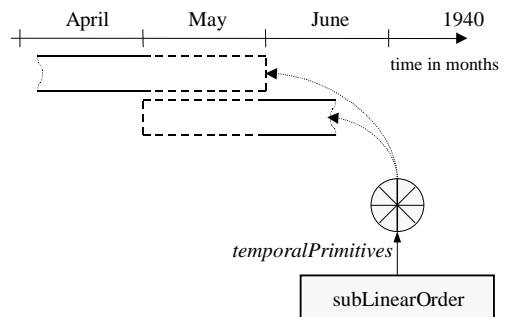 April May June 1940
time in months
temporalPrimitives
subLinearOrder